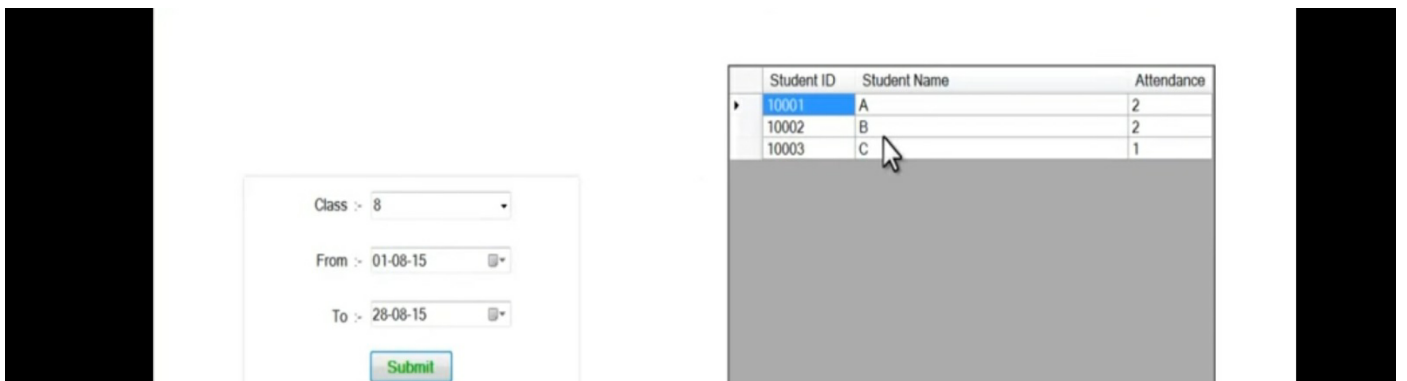 Student ID Student Name Attendance
10001 A 2
10002 B 2
10003 C 1
Class :- 8
From :- 01-08-15
To :- 28-08-15
Submit